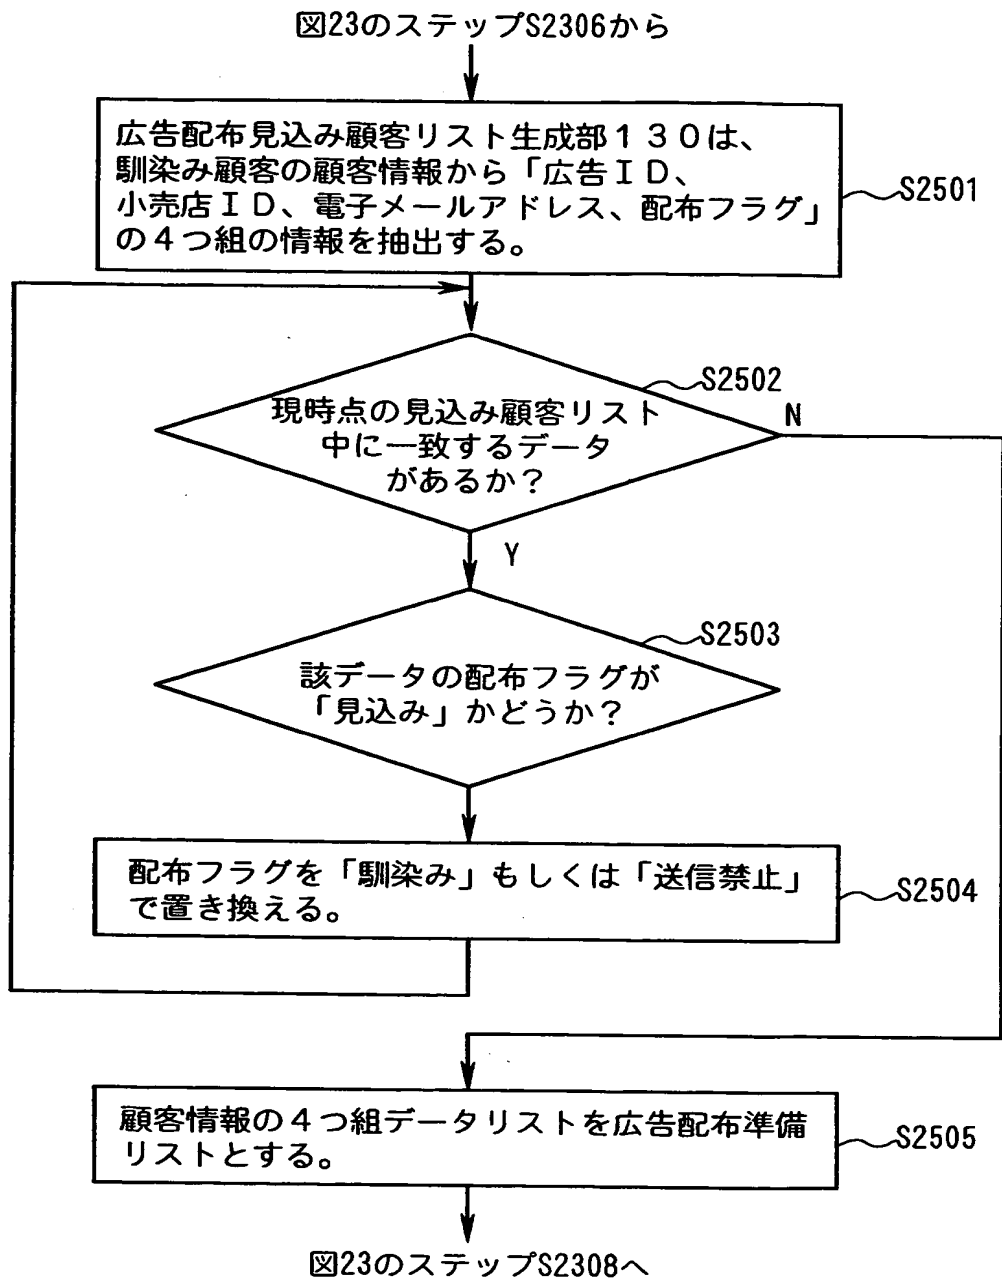 図23のステップS2306から
広告配布見込み顧客リスト生成部１３０は、
馴染み顧客の顧客情報から「広告ＩＤ、
小売店ＩＤ、電子メールアドレス、配布フラグ」
の４つ組の情報を抽出する。
S2501
S2502
現時点の見込み顧客リスト
中に一致するデータ
があるか？
N
Y
S2503
該データの配布フラグが
「見込み」かどうか？
配布フラグを「馴染み」もしくは「送信禁止」
で置き換える。
S2504
顧客情報の４つ組データリストを広告配布準備
リストとする。
S2505
図23のステップS2308へ